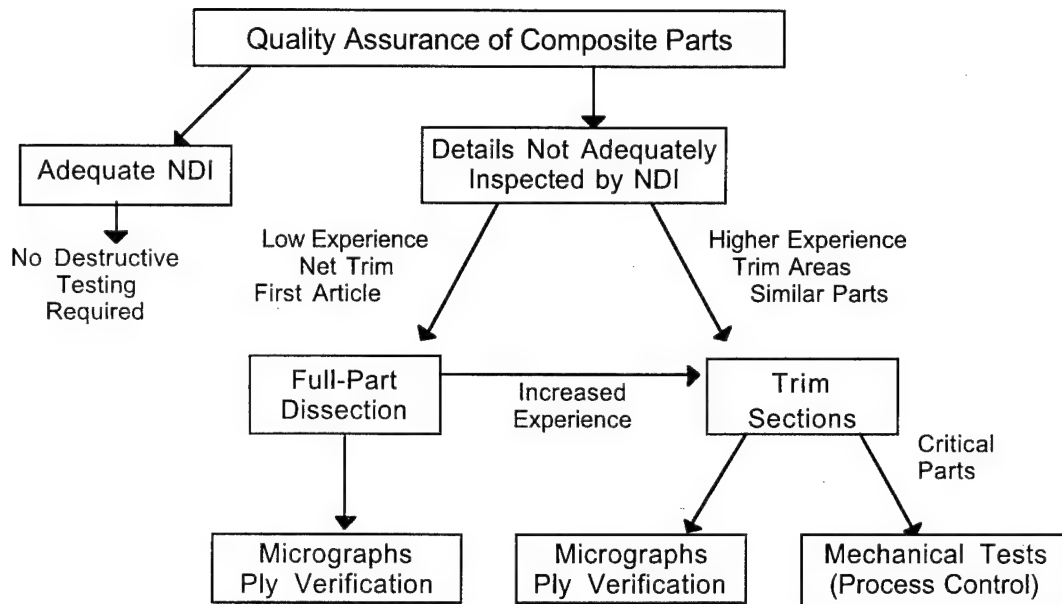 Quality Assurance of Composite Parts
Adequate NDI
Details Not Adequately
Inspected by NDI
No Destructive
Testing
Required
Low Experience
Net Trim
First Article
Higher Experience
Trim Areas
Similar Parts
Full-Part
Dissection
Increased
Experience
Trim
Sections
Critical
Parts
Micrographs
Ply Verification
Micrographs
Ply Verification
Mechanical Tests
(Process Control)